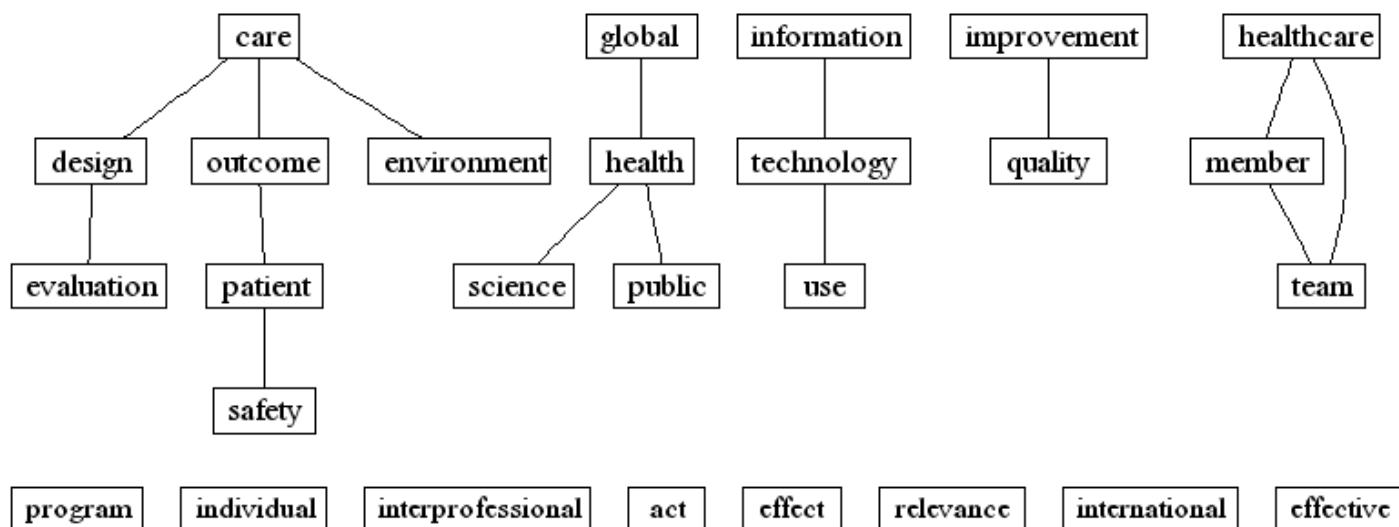 care global information improvement healthcare
design outcome environment health technology quality member
evaluation patient science public use team
safety
program individual interprofessional act effect relevance international effective